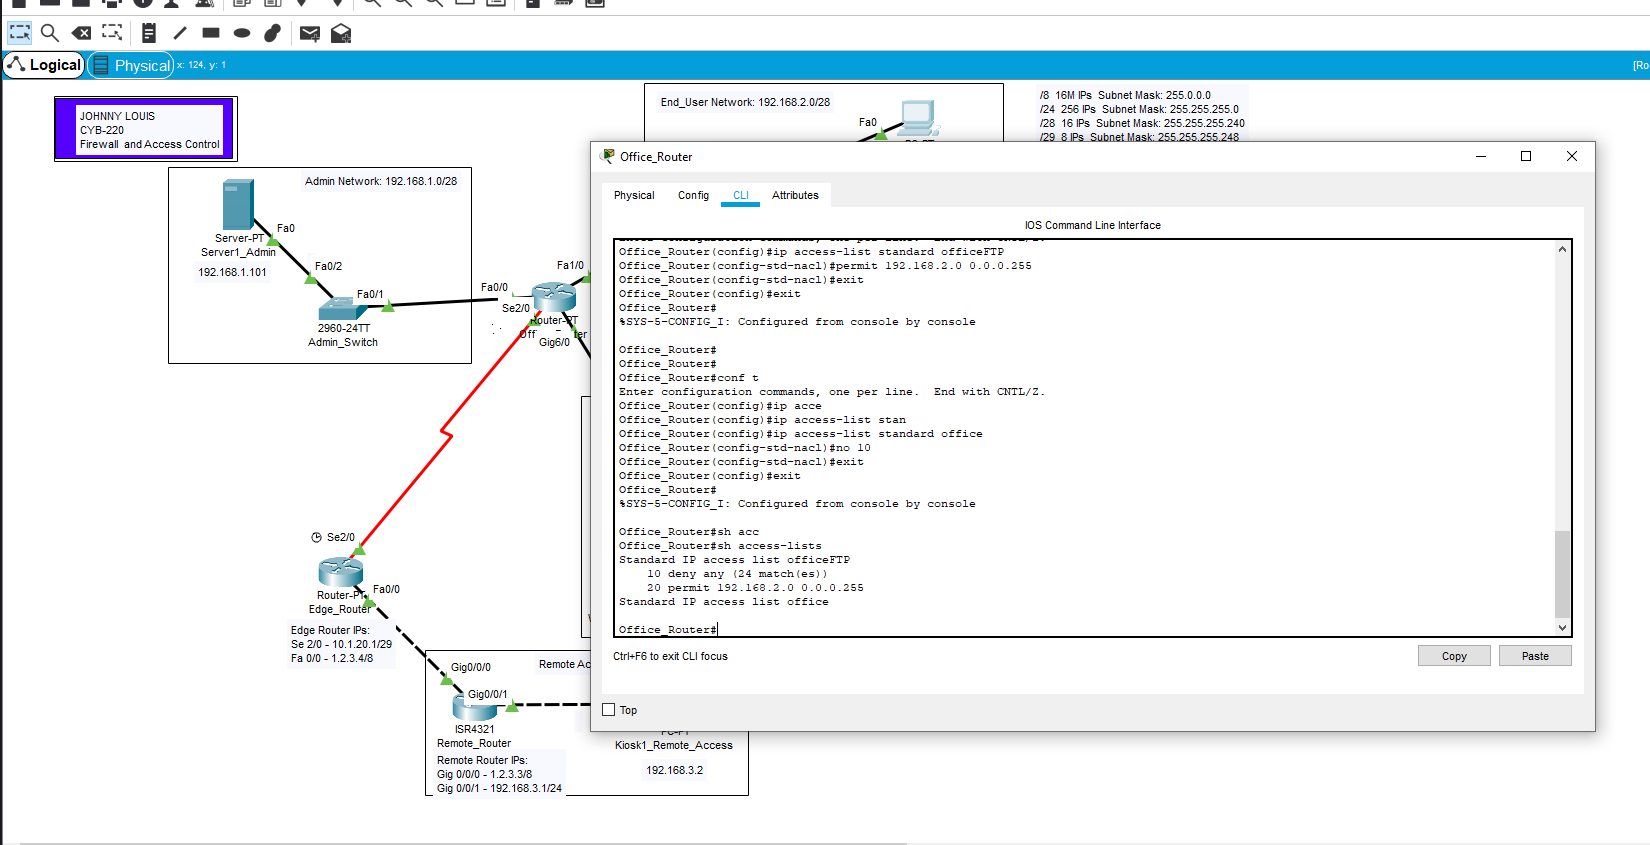 Logical
Physical
x: 124, y: 1
[Ro
JOHNNY LOUIS
CYB-220
Firewall and Access Control
Admin Network: 192.168.1.0/28
Server-PT
Server1_Admin
192.168.1.101
Fa0
Fa0/2
Fa0/1
2960-24TT
Admin_Switch
Fa0/0
Fa1/0
Se2/0
Router-PT
Gig6/0
End_User Network: 192.168.2.0/28
Fa0
/8 16M IPs Subnet Mask: 255.0.0.0
/24 256 IPs Subnet Mask: 255.255.255.0
/28 16 IPs Subnet Mask: 255.255.255.240
/29 8 IPs Subnet Mask: 255.255.255.248
Office_Router
Physical
Config
CLI
Attributes
IOS Command Line Interface
Office_Router(config)#ip access-list standard officeFTP
Office_Router(config-std-nacl)#permit 192.168.2.0 0.0.0.255
Office_Router(config-std-nacl)#exit
Office_Router(config)#exit
Office_Router#
%SYS-5-CONFIG_I: Configured from console by console
Office_Router#
Office_Router#
Office_Router#conf t
Enter configuration commands, one per line.  End with CNTL/Z.
Office_Router(config)#ip acce
Office_Router(config)#ip access-list stan
Office_Router(config)#ip access-list standard office
Office_Router(config-std-nacl)#no 10
Office_Router(config-std-nacl)#exit
Office_Router(config)#exit
Office_Router#
%SYS-5-CONFIG_I: Configured from console by console
Office_Router#sh acc
Office_Router#sh access-lists
Standard IP access list officeFTP
    10 deny any (24 match(es))
    20 permit 192.168.2.0 0.0.0.255
Standard IP access list office
Office_Router#
Ctrl+F6 to exit CLI focus
Copy
Paste
Top
Se2/0
Router-PT
Edge_Router
Fa0/0
Edge Router IPs:
Se 2/0 - 10.1.20.1/29
Fa 0/0 - 1.2.3.4/8
Remote Ac
Gig0/0/0
Gig0/0/1
ISR4321
Remote_Router
Remote Router IPs:
Gig 0/0/0 - 1.2.3.3/8
Gig 0/0/1 - 192.168.3.1/24
Kiosk1_Remote_Access
192.168.3.2